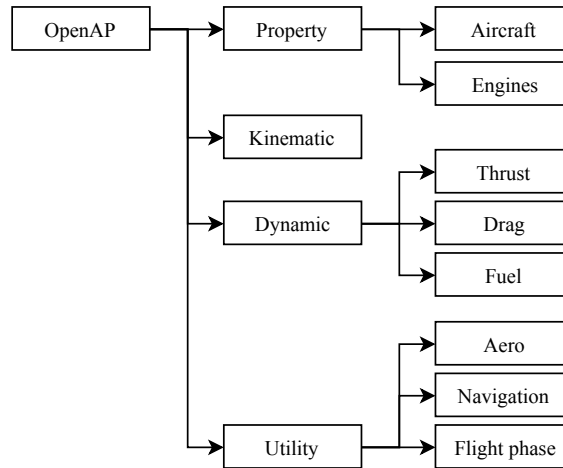 OpenAP
Property
Aircraft
Engines
Kinematic
Dynamic
Thrust
Drag
Fuel
Utility
Aero
Navigation
Flight phase